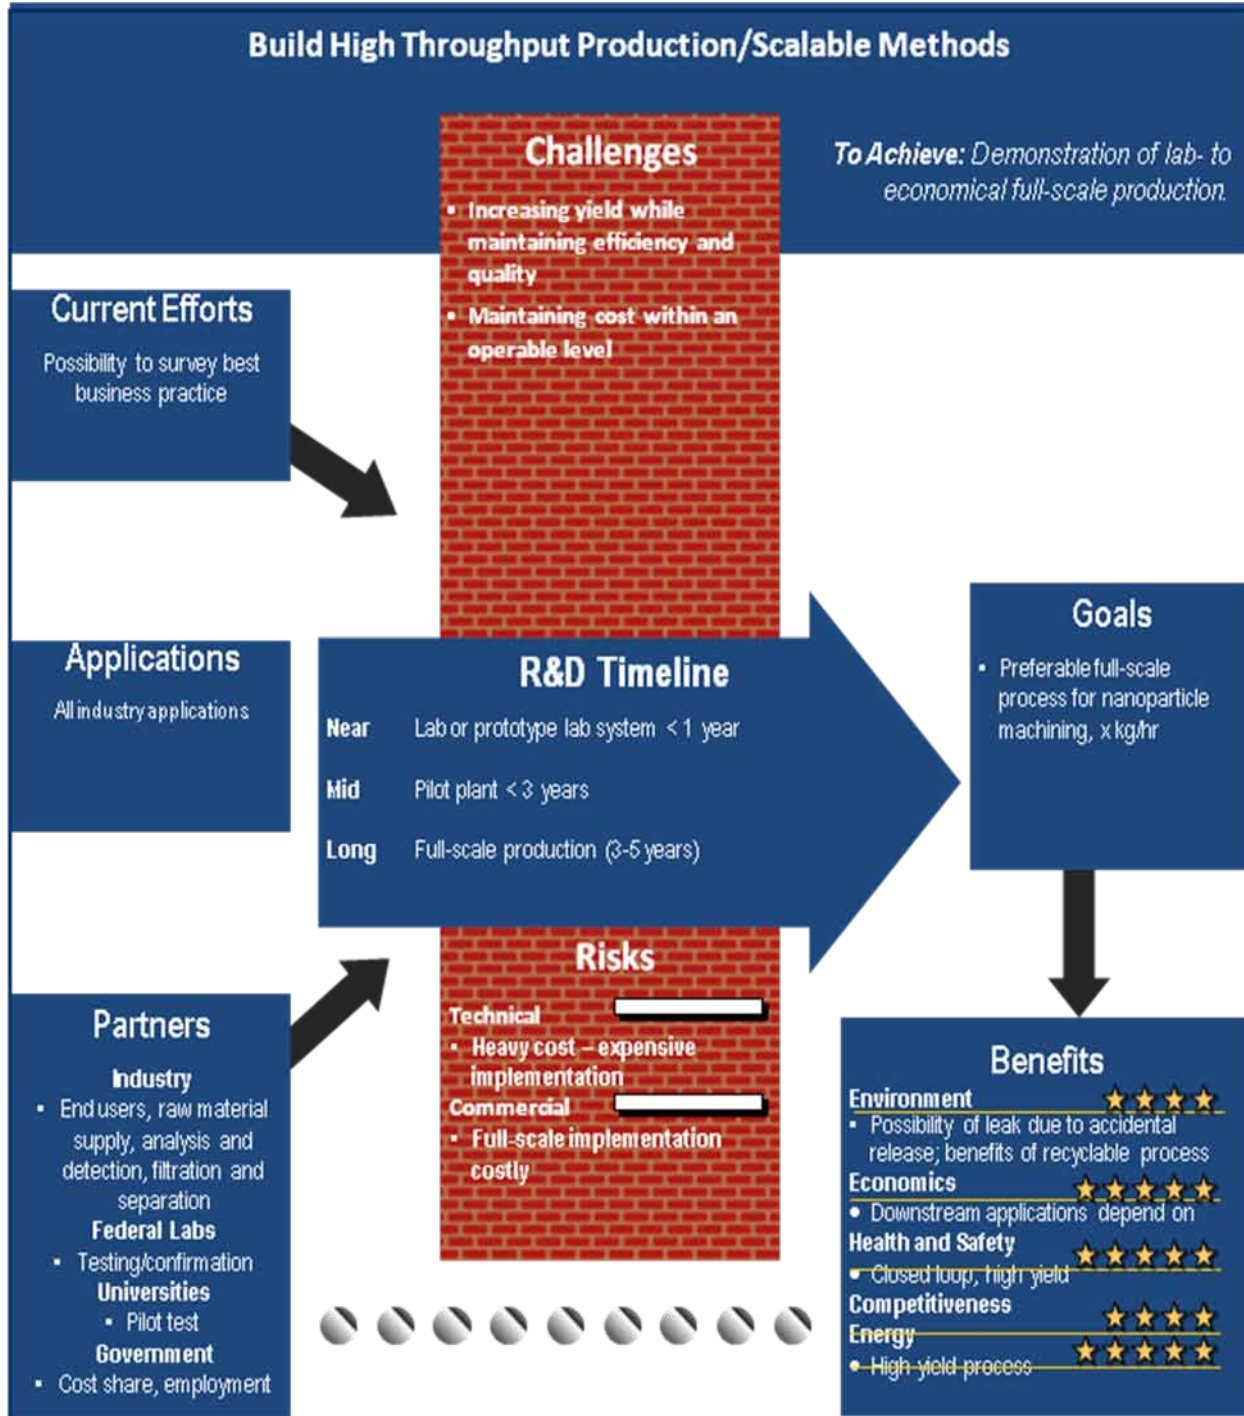 Build High Throughput Production/Scalable Methods
To Achieve: Demonstration of lab- to
economical full-scale production.
Challenges
▪ Increasing yield while
maintaining efficiency and
quality
▪ Maintaining cost within an
operable level
Current Efforts
Possibility to survey best
business practice
Applications
All industry applications
R&D Timeline
Near Lab or prototype lab system < 1 year
Mid Pilot plant < 3 years
Long Full-scale production (3-5 years)
Goals
▪ Preferable full-scale
process for nanoparticle
machining, x kg/hr
Partners
Industry
▪ End users, raw material
supply, analysis and
detection, filtration and
separation
Federal Labs
▪ Testing/confirmation
Universities
▪ Pilot test
Government
▪ Cost share, employment
Risks
Technical
▪ Heavy cost – expensive
implementation
Commercial
▪ Full-scale implementation
costly
Benefits
Environment
▪ Possibility of leak due to accidental
release; benefits of recyclable process
Economics
● Downstream applications depend on
Health and Safety
● Closed loop, high yield
Competitiveness
Energy
● High yield process